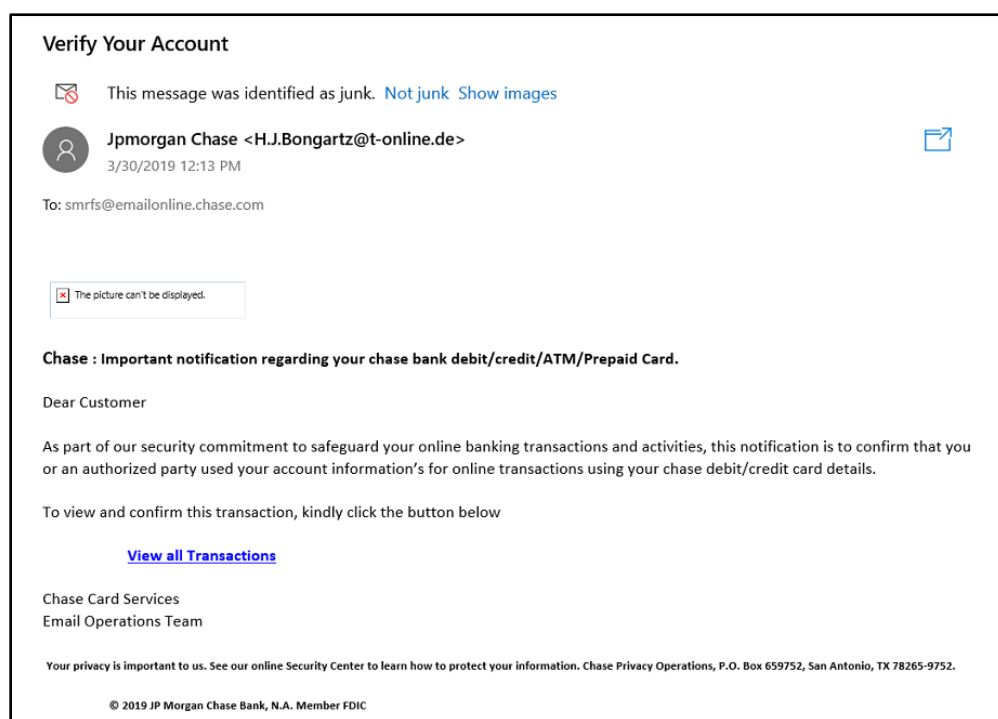 Verify Your Account
This message was identified as junk. Not junk Show images
Jpmorgan Chase <H.J.Bongartz@t-online.de>
3/30/2019 12:13 PM
To: smrfs@emailonline.chase.com
The picture can't be displayed.
Chase : Important notification regarding your chase bank debit/credit/ATM/Prepaid Card.
Dear Customer
As part of our security commitment to safeguard your online banking transactions and activities, this notification is to confirm that you
or an authorized party used your account information’s for online transactions using your chase debit/credit card details.
To view and confirm this transaction, kindly click the button below
View all Transactions
Chase Card Services
Email Operations Team
Your privacy is important to us. See our online Security Center to learn how to protect your information. Chase Privacy Operations, P.O. Box 659752, San Antonio, TX 78265-9752.
© 2019 JP Morgan Chase Bank, N.A. Member FDIC